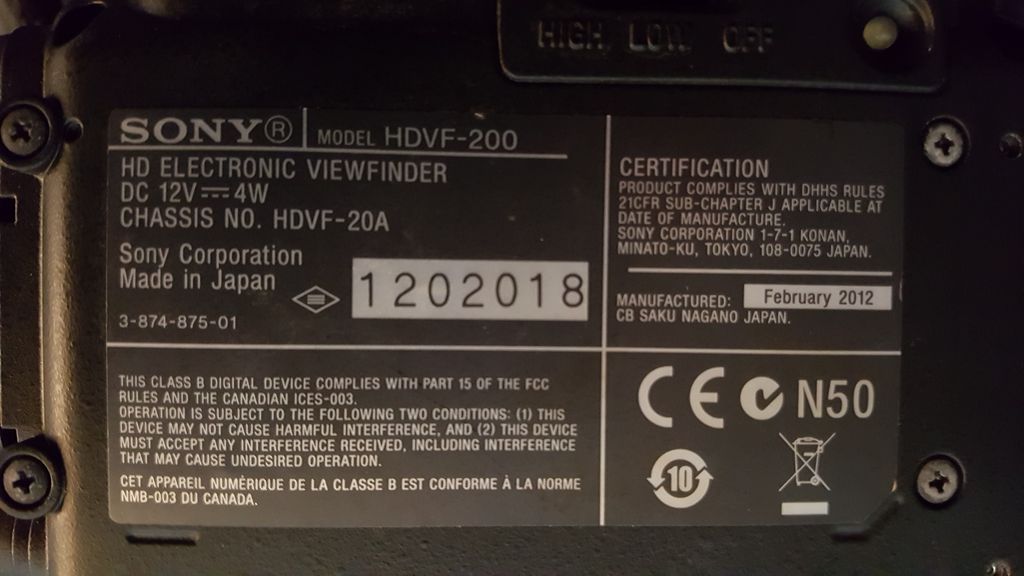 HIGH LOW OFF
SONY® MODEL HDVF-200
HD ELECTRONIC VIEWFINDER
DC 12V ⎓ 4W
CHASSIS NO. HDVF-20A
Sony Corporation
Made in Japan
1202018
3-874-875-01
CERTIFICATION
PRODUCT COMPLIES WITH DHHS RULES
21CFR SUB-CHAPTER J APPLICABLE AT
DATE OF MANUFACTURE.
SONY CORPORATION 1-7-1 KONAN,
MINATO-KU, TOKYO, 108-0075 JAPAN.
MANUFACTURED: February 2012
CB SAKU NAGANO JAPAN.
THIS CLASS B DIGITAL DEVICE COMPLIES WITH PART 15 OF THE FCC
RULES AND THE CANADIAN ICES-003.
OPERATION IS SUBJECT TO THE FOLLOWING TWO CONDITIONS: (1) THIS
DEVICE MAY NOT CAUSE HARMFUL INTERFERENCE, AND (2) THIS DEVICE
MUST ACCEPT ANY INTERFERENCE RECEIVED, INCLUDING INTERFERENCE
THAT MAY CAUSE UNDESIRED OPERATION.
CET APPAREIL NUMÉRIQUE DE LA CLASSE B EST CONFORME À LA NORME
NMB-003 DU CANADA.
CE N50
10